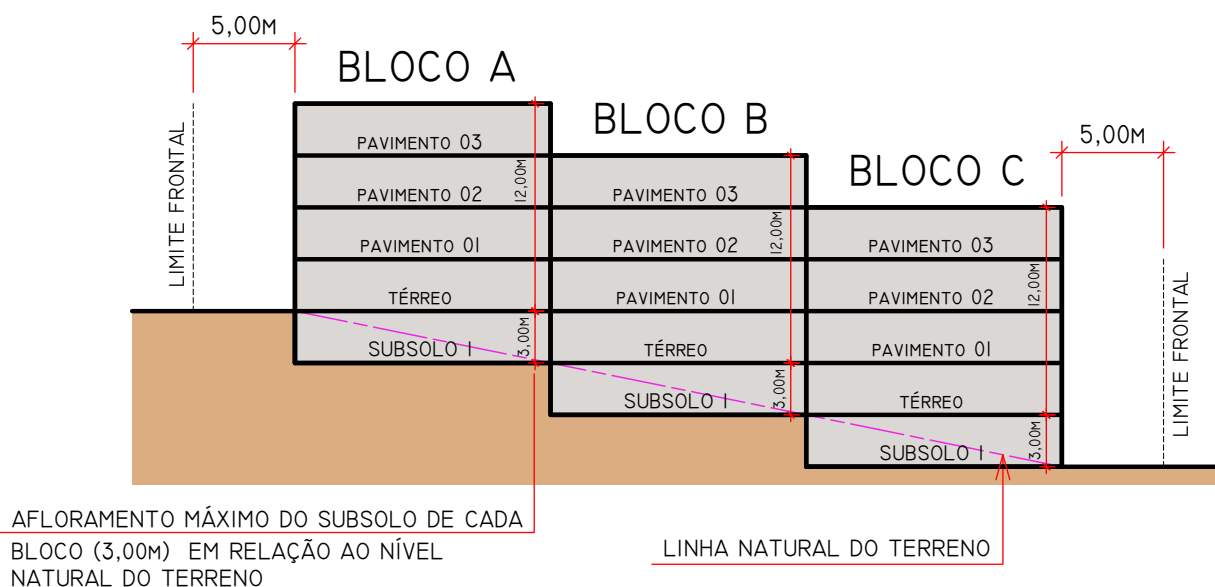 5,00M
BLOCO A
BLOCO B
BLOCO C
5,00M
LIMITE FRONTAL
PAVIMENTO 03
PAVIMENTO 02
PAVIMENTO 01
TÉRREO
SUBSOLO 1
12,00M
3,00M
PAVIMENTO 03
PAVIMENTO 02
PAVIMENTO 01
TÉRREO
SUBSOLO 1
12,00M
3,00M
PAVIMENTO 03
PAVIMENTO 02
PAVIMENTO 01
TÉRREO
SUBSOLO 1
12,00M
3,00M
LIMITE FRONTAL
AFLORAMENTO MÁXIMO DO SUBSOLO DE CADA
BLOCO (3,00M) EM RELAÇÃO AO NÍVEL
NATURAL DO TERRENO
LINHA NATURAL DO TERRENO